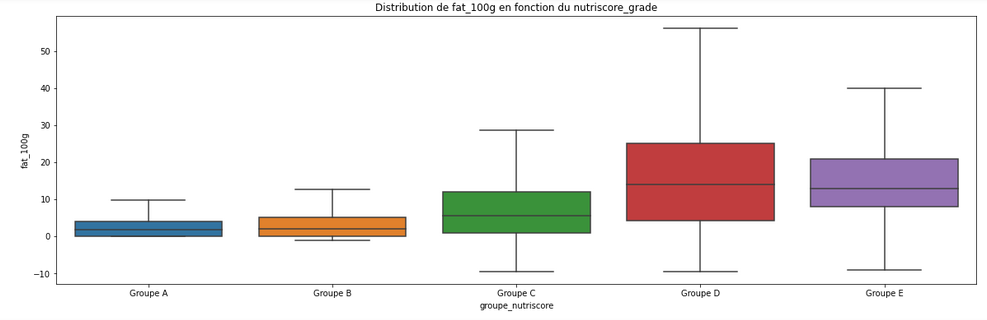 Distribution de fat_100g en fonction du nutriscore_grade
fat_100g
50
40
30
20
10
0
−10
Groupe A Groupe B Groupe C Groupe D Groupe E
groupe_nutriscore